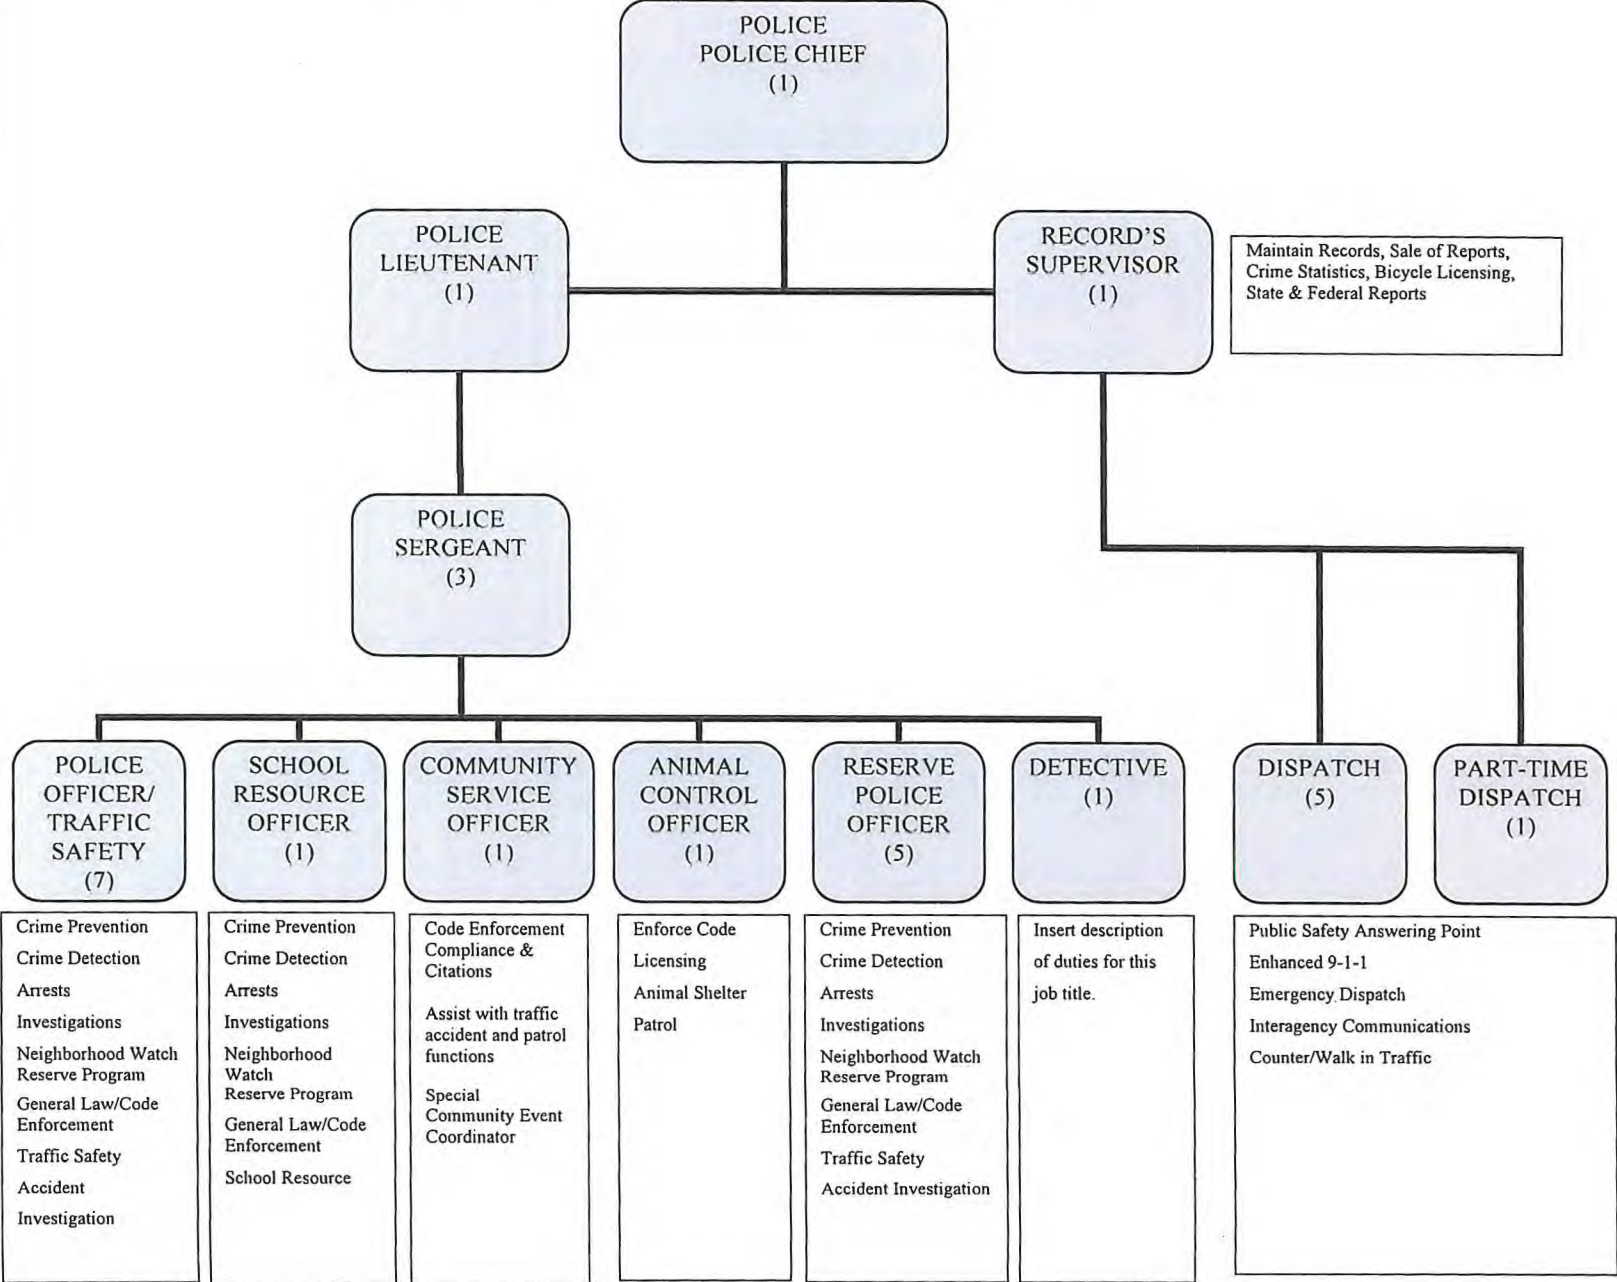 POLICE
POLICE CHIEF
(1)
POLICE
LIEUTENANT
(1)
RECORD'S
SUPERVISOR
(1)
Maintain Records, Sale of Reports,
Crime Statistics, Bicycle Licensing,
State & Federal Reports
POLICE
SERGEANT
(3)
POLICE
OFFICER/
TRAFFIC
SAFETY
(7)
SCHOOL
RESOURCE
OFFICER
(1)
COMMUNITY
SERVICE
OFFICER
(1)
ANIMAL
CONTROL
OFFICER
(1)
RESERVE
POLICE
OFFICER
(5)
DETECTIVE
(1)
DISPATCH
(5)
PART-TIME
DISPATCH
(1)
Crime Prevention
Crime Detection
Arrests
Investigations
Neighborhood Watch
Reserve Program
General Law/Code
Enforcement
Traffic Safety
Accident
Investigation
Crime Prevention
Crime Detection
Arrests
Investigations
Neighborhood
Watch
Reserve Program
General Law/Code
Enforcement
School Resource
Code Enforcement
Compliance &
Citations
Assist with traffic
accident and patrol
functions
Special
Community Event
Coordinator
Enforce Code
Licensing
Animal Shelter
Patrol
Crime Prevention
Crime Detection
Arrests
Investigations
Neighborhood Watch
Reserve Program
General Law/Code
Enforcement
Traffic Safety
Accident Investigation
Insert description
of duties for this
job title.
Public Safety Answering Point
Enhanced 9-1-1
Emergency Dispatch
Interagency Communications
Counter/Walk in Traffic